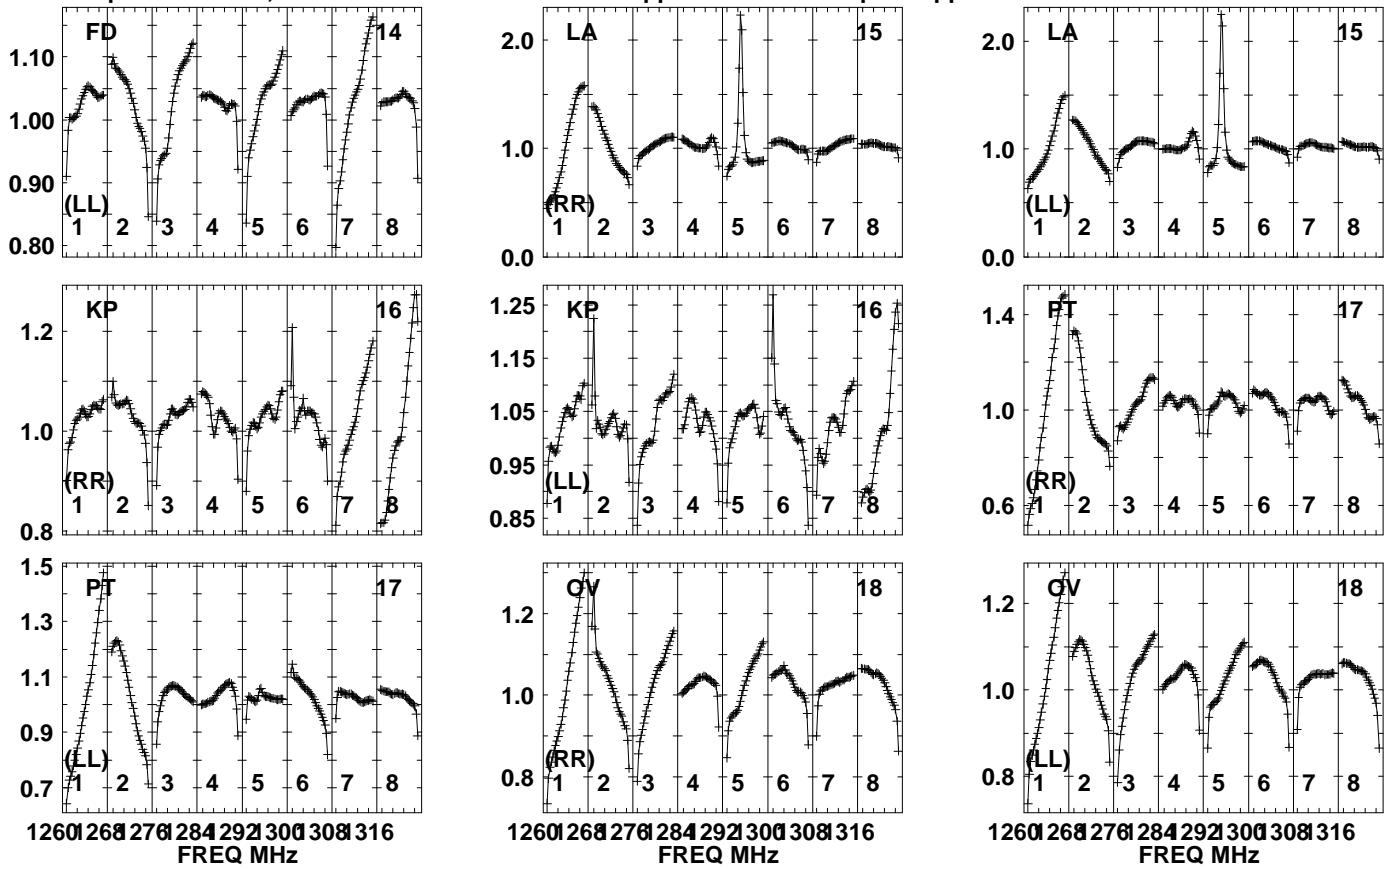 FD 14
1.10
1.00
0.90
(LL)
0.80
1 2 3 4 5 6 7 8
LA 15
2.0
1.0
(RR)
0.0
1 2 3 4 5 6 7 8
LA 15
2.0
1.0
(LL)
0.0
1 2 3 4 5 6 7 8
KP 16
1.2
1.0
(RR)
0.8
1 2 3 4 5 6 7 8
KP 16
1.25
1.15
1.05
0.95
(LL)
0.85
1 2 3 4 5 6 7 8
PT 17
1.4
1.0
(RR)
0.6
1 2 3 4 5 6 7 8
PT 17
1.5
1.3
1.1
0.9
(LL)
0.7
1 2 3 4 5 6 7 8
1260 1268 1276 1284 1292 1300 1308 1316
FREQ MHz
OV 18
1.2
1.0
(RR)
0.8
1 2 3 4 5 6 7 8
1260 1268 1276 1284 1292 1300 1308 1316
FREQ MHz
OV 18
1.2
1.0
(LL)
0.8
1 2 3 4 5 6 7 8
1260 1268 1276 1284 1292 1300 1308 1316
FREQ MHz